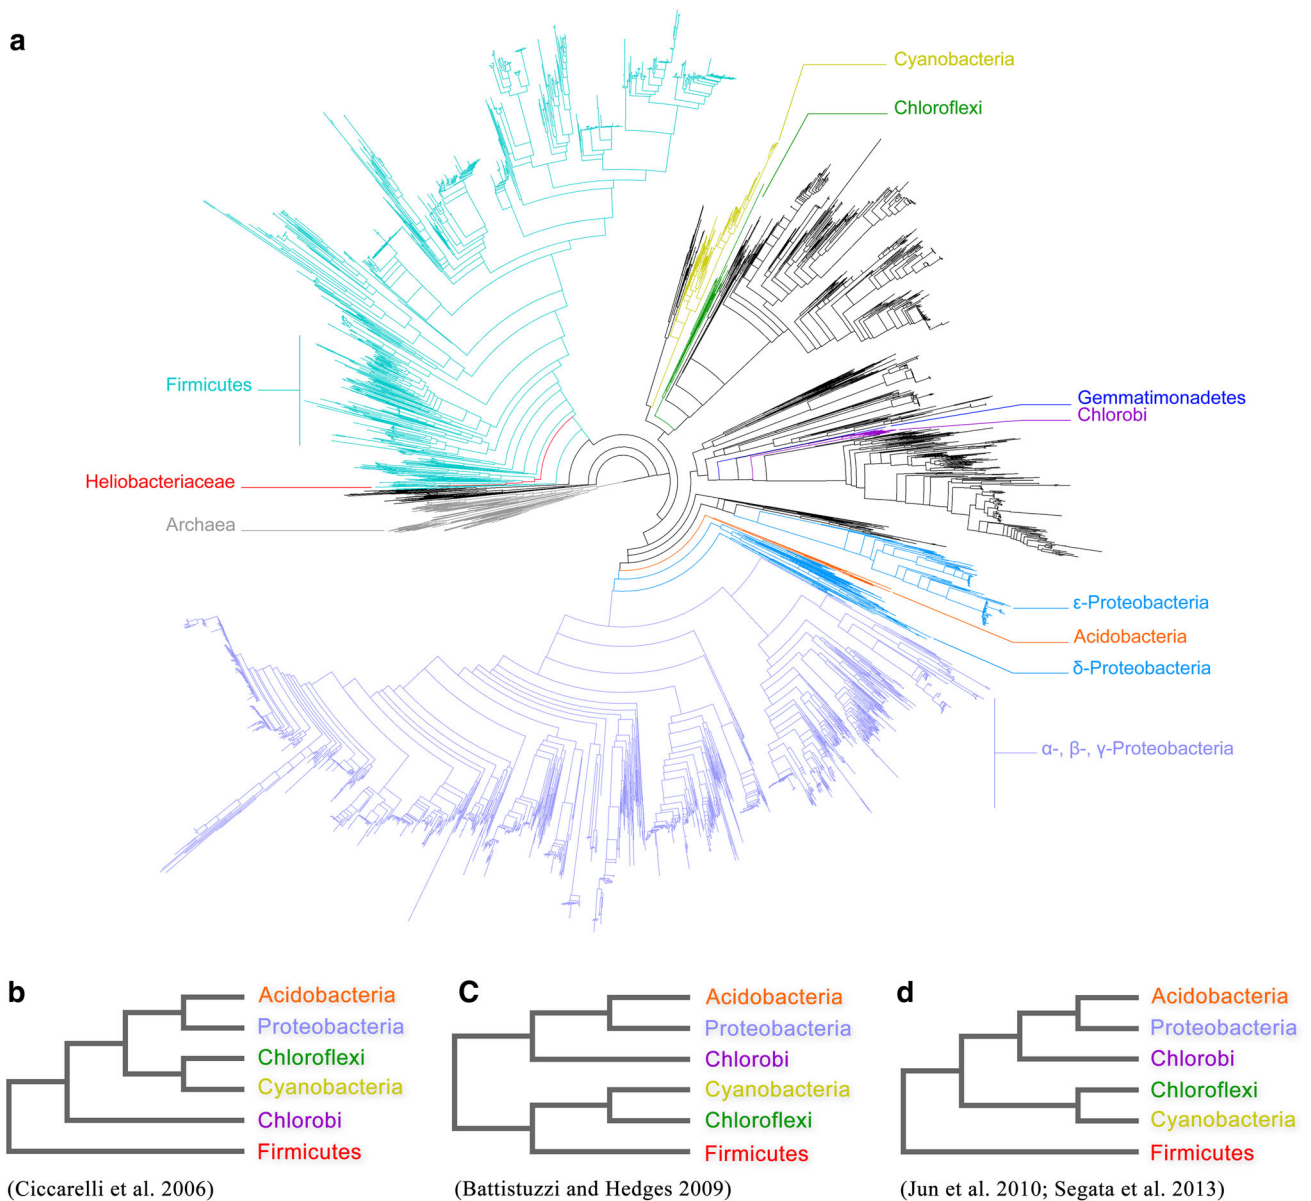 a
Cyanobacteria
Chloroflexi
Firmicutes
Gemmatimonadetes
Chlorobi
Heliobacteriaceae
Archaea
ε-Proteobacteria
Acidobacteria
δ-Proteobacteria
α-, β-, γ-Proteobacteria
b
Acidobacteria
Proteobacteria
Chloroflexi
Cyanobacteria
Chlorobi
Firmicutes
(Ciccarelli et al. 2006)
C
Acidobacteria
Proteobacteria
Chlorobi
Cyanobacteria
Chloroflexi
Firmicutes
(Battistuzzi and Hedges 2009)
d
Acidobacteria
Proteobacteria
Chlorobi
Chloroflexi
Cyanobacteria
Firmicutes
(Jun et al. 2010; Segata et al. 2013)